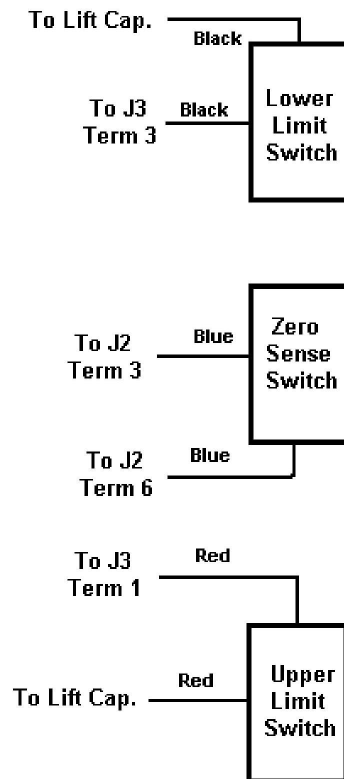 To Lift Cap.
Black
To J3
Term 3
Black
Lower
Limit
Switch
To J2
Term 3
Blue
Zero
Sense
Switch
To J2
Term 6
Blue
To J3
Term 1
Red
To Lift Cap.
Red
Upper
Limit
Switch